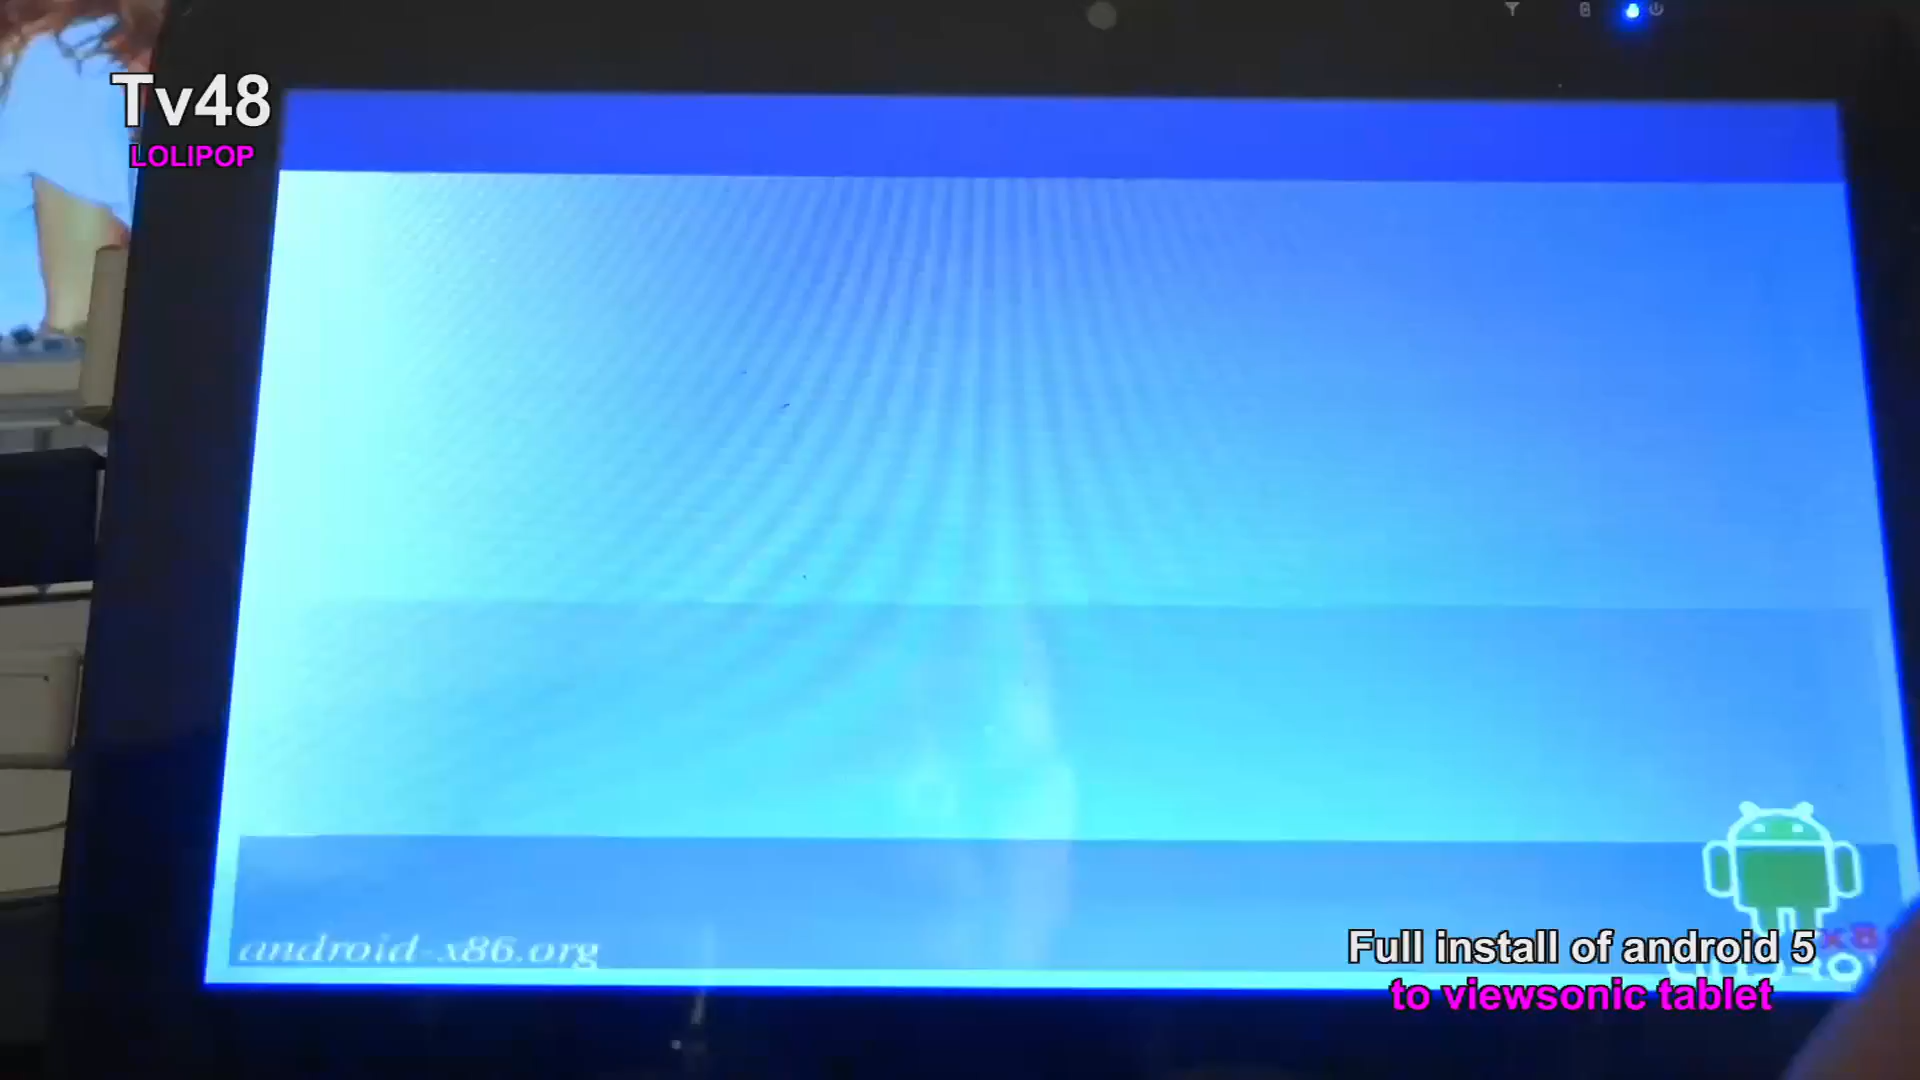 Tv48
LOLIPOP
android-x86.org
Full install of android 5
to viewsonic tablet